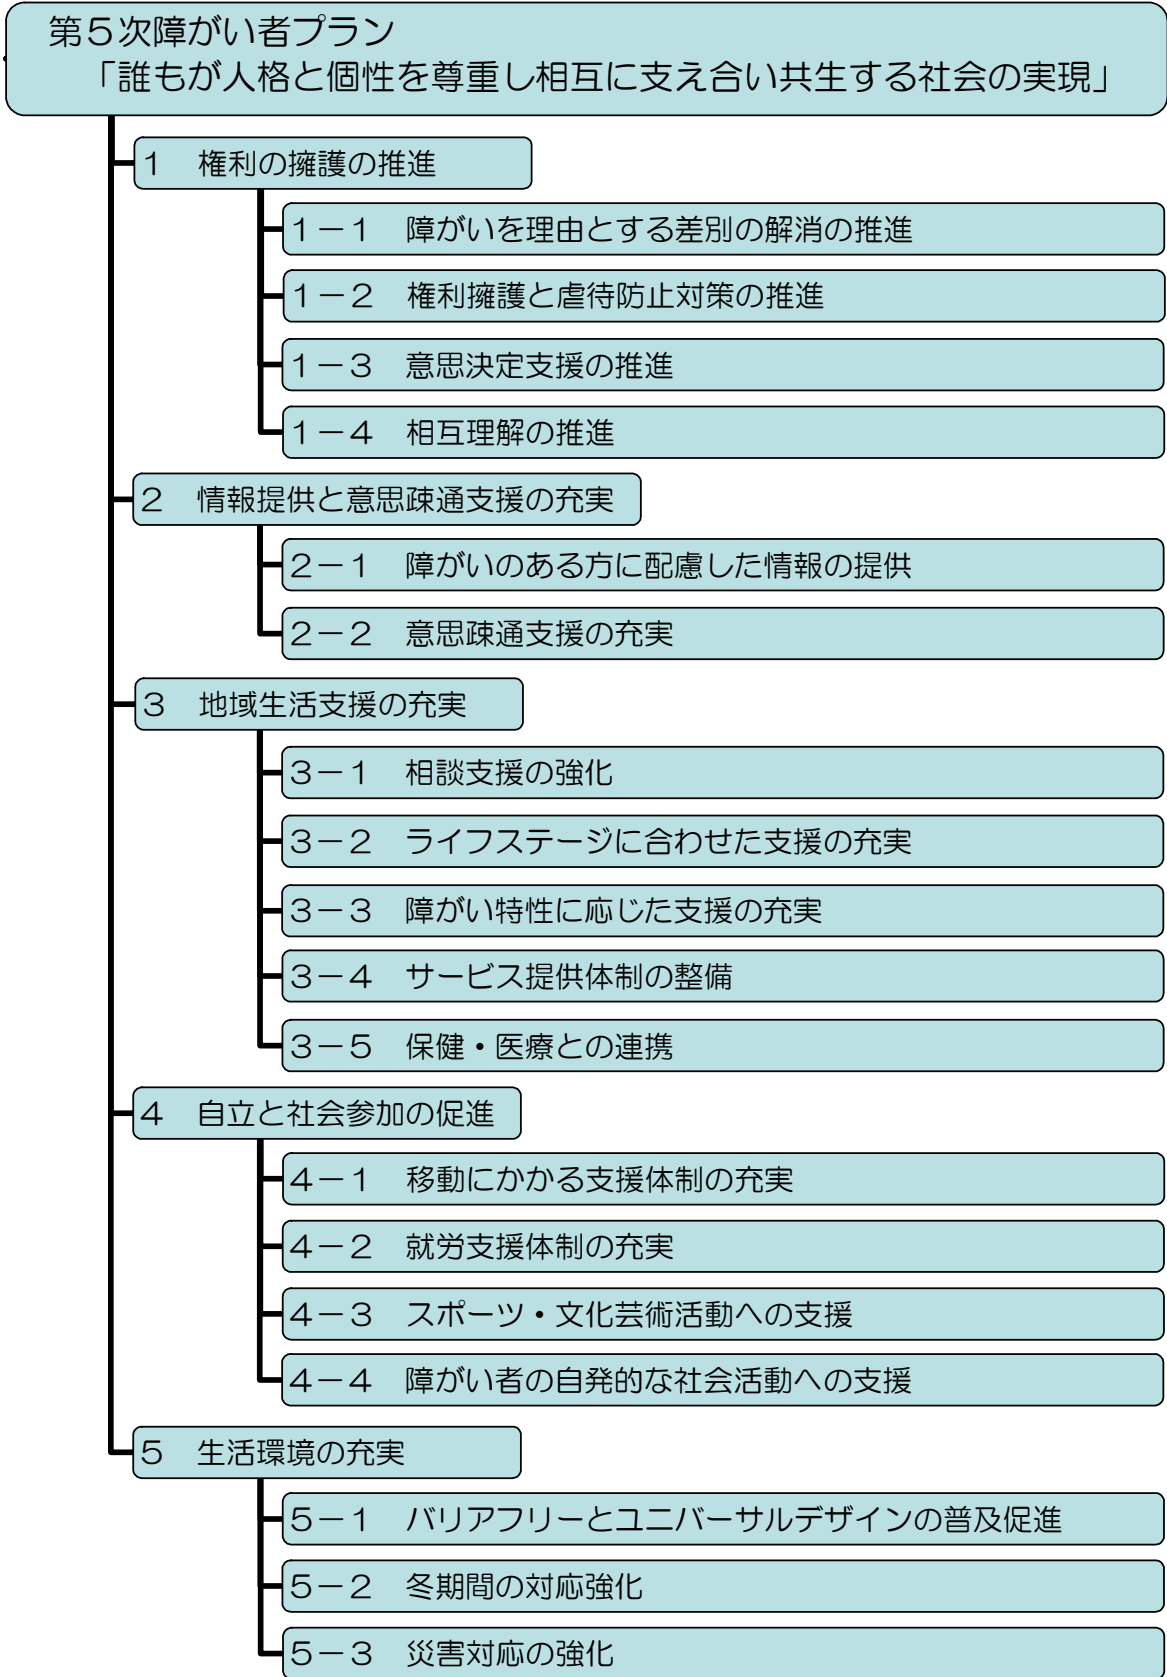 第５次障がい者プラン
「誰もが人格と個性を尊重し相互に支え合い共生する社会の実現」
１　権利の擁護の推進
１－１　障がいを理由とする差別の解消の推進
１－２　権利擁護と虐待防止対策の推進
１－３　意思決定支援の推進
１－４　相互理解の推進
２　情報提供と意思疎通支援の充実
２－１　障がいのある方に配慮した情報の提供
２－２　意思疎通支援の充実
３　地域生活支援の充実
３－１　相談支援の強化
３－２　ライフステージに合わせた支援の充実
３－３　障がい特性に応じた支援の充実
３－４　サービス提供体制の整備
３－５　保健・医療との連携
４　自立と社会参加の促進
４－１　移動にかかる支援体制の充実
４－２　就労支援体制の充実
４－３　スポーツ・文化芸術活動への支援
４－４　障がい者の自発的な社会活動への支援
５　生活環境の充実
５－１　バリアフリーとユニバーサルデザインの普及促進
５－２　冬期間の対応強化
５－３　災害対応の強化